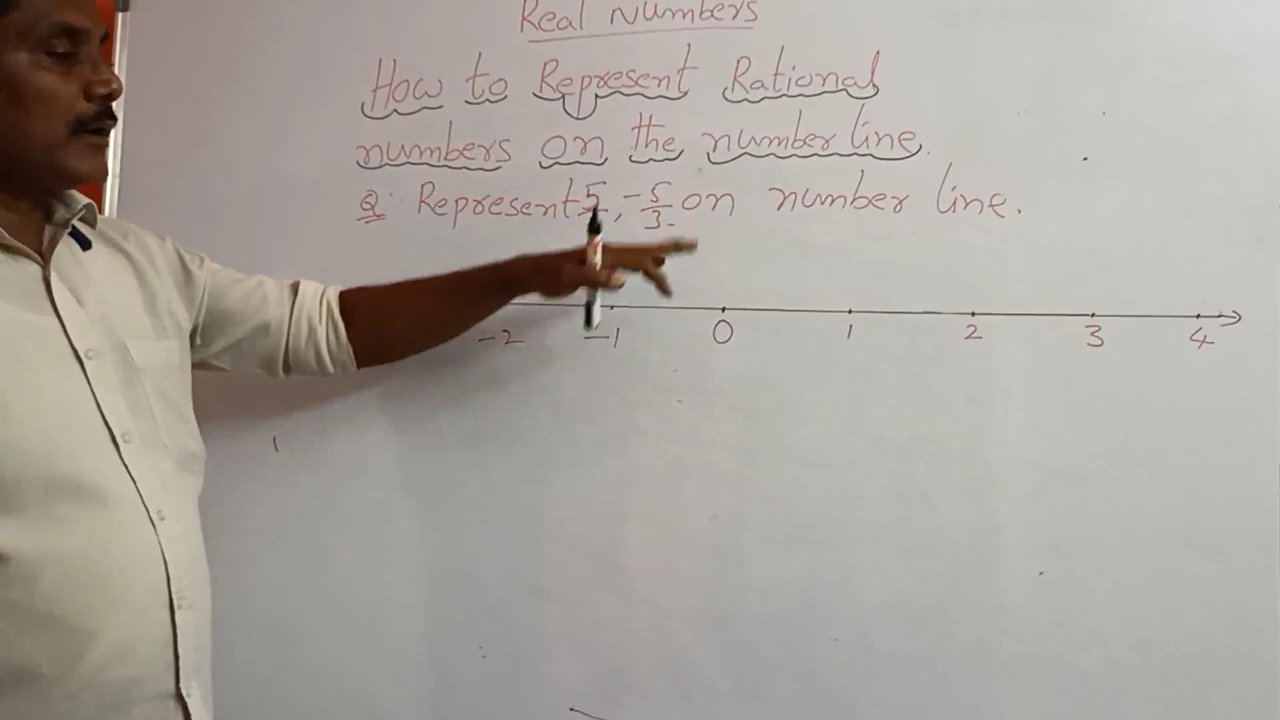 Real Numbers
How to Represent Rational
numbers on the number line.
Q: Represent 5, -5/3 on number line.
-2 -1 0 1 2 3 4